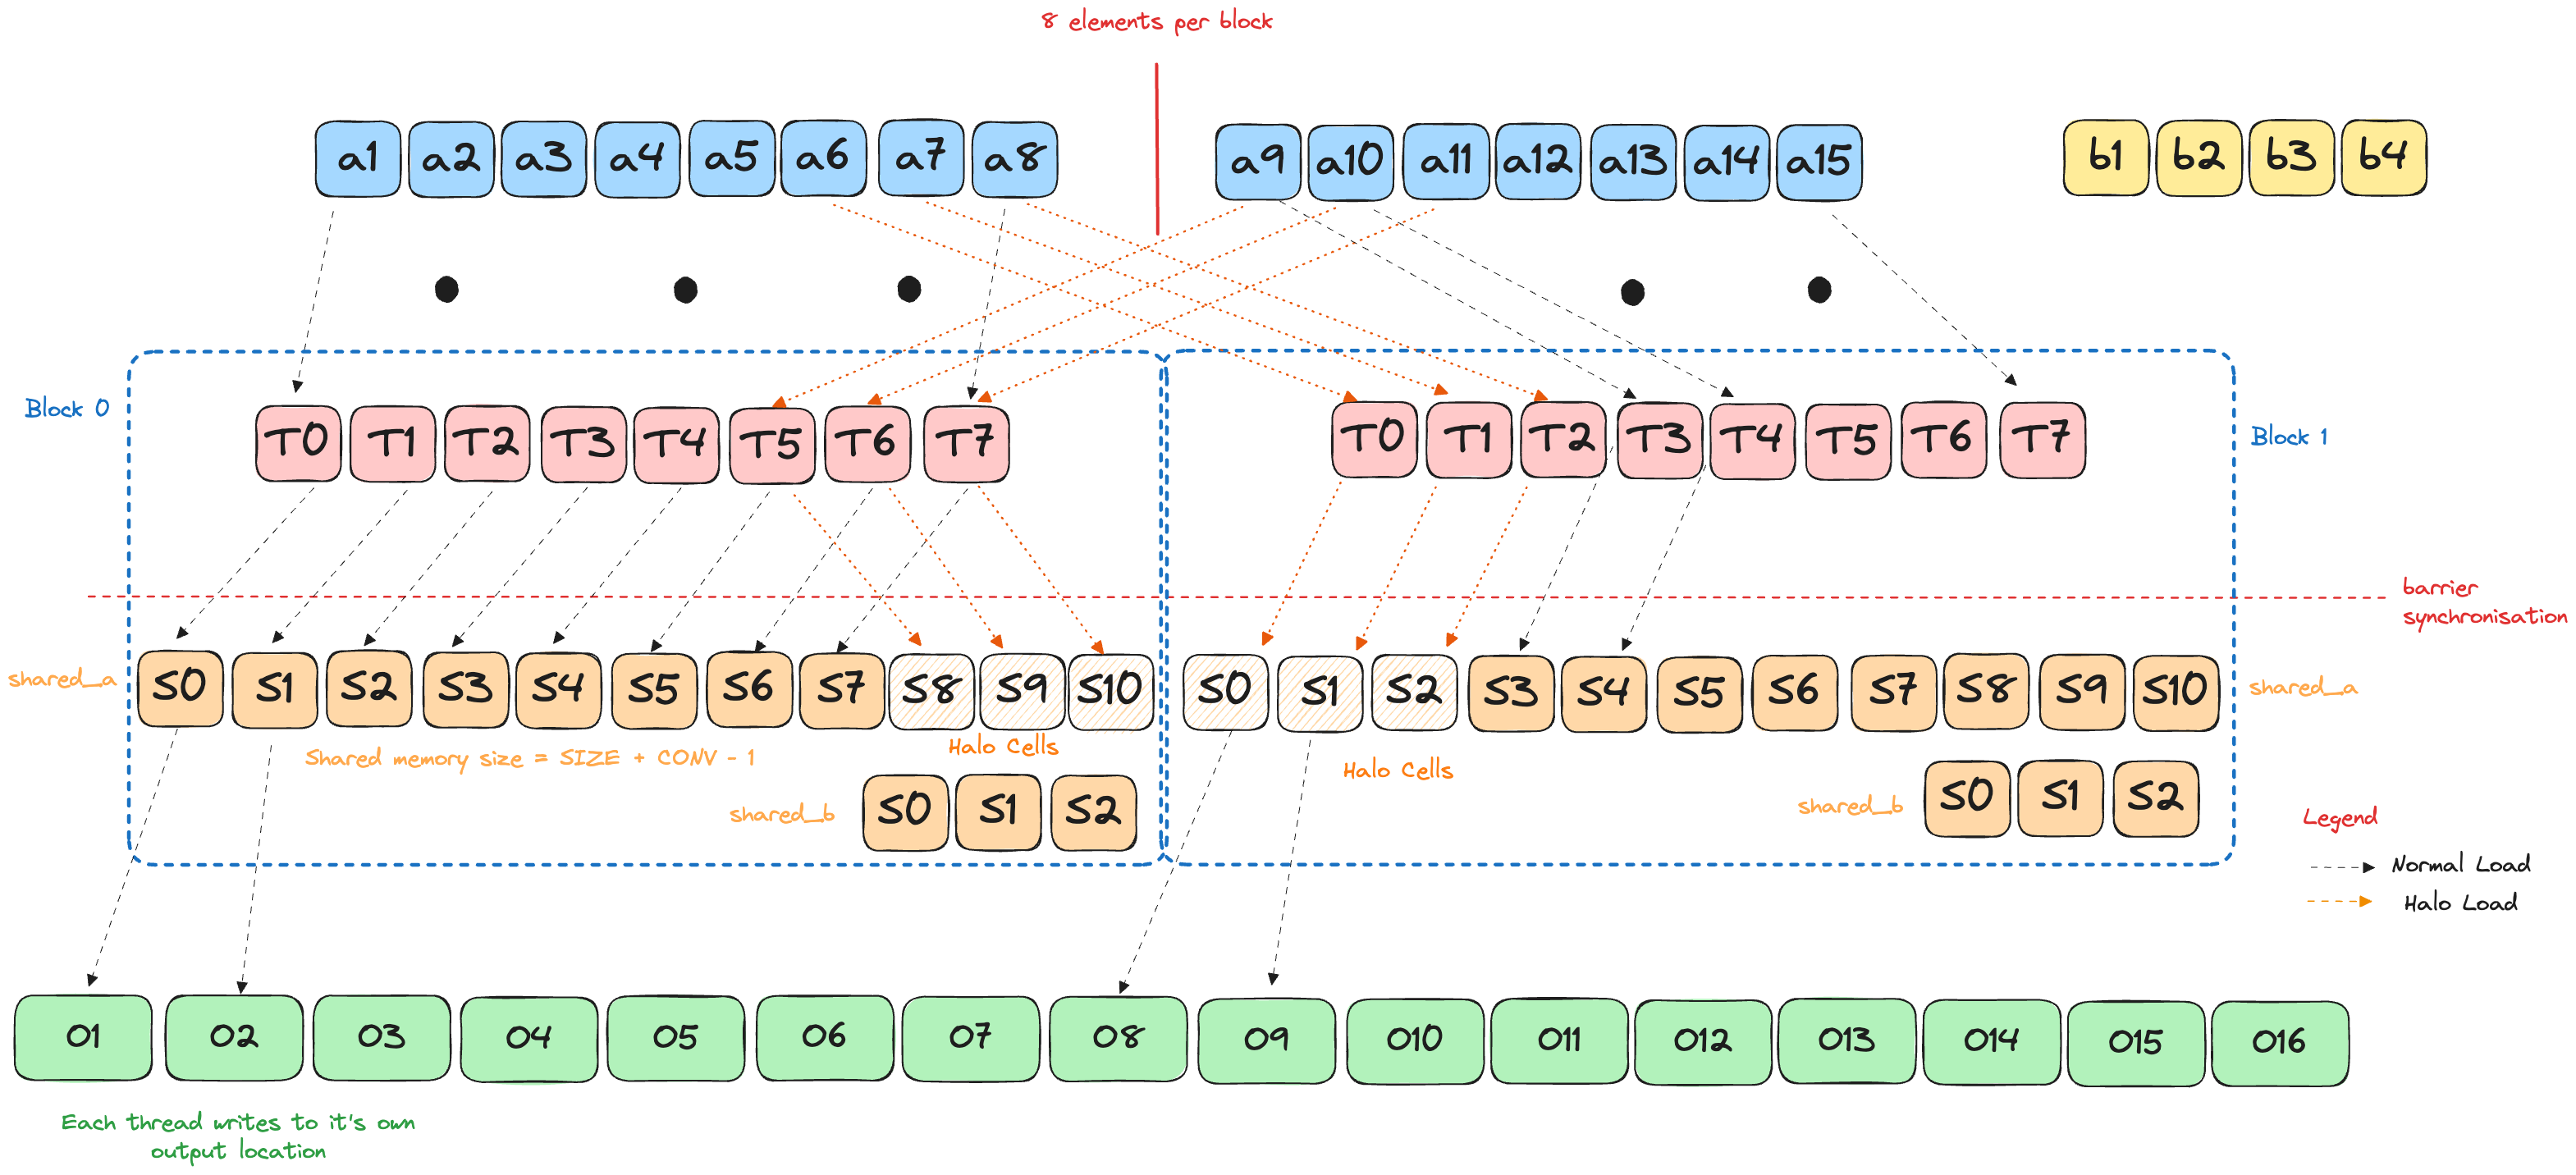 8 elements per block
a1 a2 a3 a4 a5 a6 a7 a8 a9 a10 a11 a12 a13 a14 a15 b1 b2 b3 b4
Block 0
T0 T1 T2 T3 T4 T5 T6 T7 T0 T1 T2 T3 T4 T5 T6 T7
Block 1
barrier
synchronisation
shared_a
S0 S1 S2 S3 S4 S5 S6 S7 S8 S9 S10 S0 S1 S2 S3 S4 S5 S6 S7 S8 S9 S10
shared_a
Shared memory size = SIZE + CONV - 1
Halo Cells
Halo Cells
shared_b
S0 S1 S2
shared_b
S0 S1 S2
Legend
Normal Load
Halo Load
O1 O2 O3 O4 O5 O6 O7 O8 O9 O10 O11 O12 O13 O14 O15 O16
Each thread writes to it's own
output location